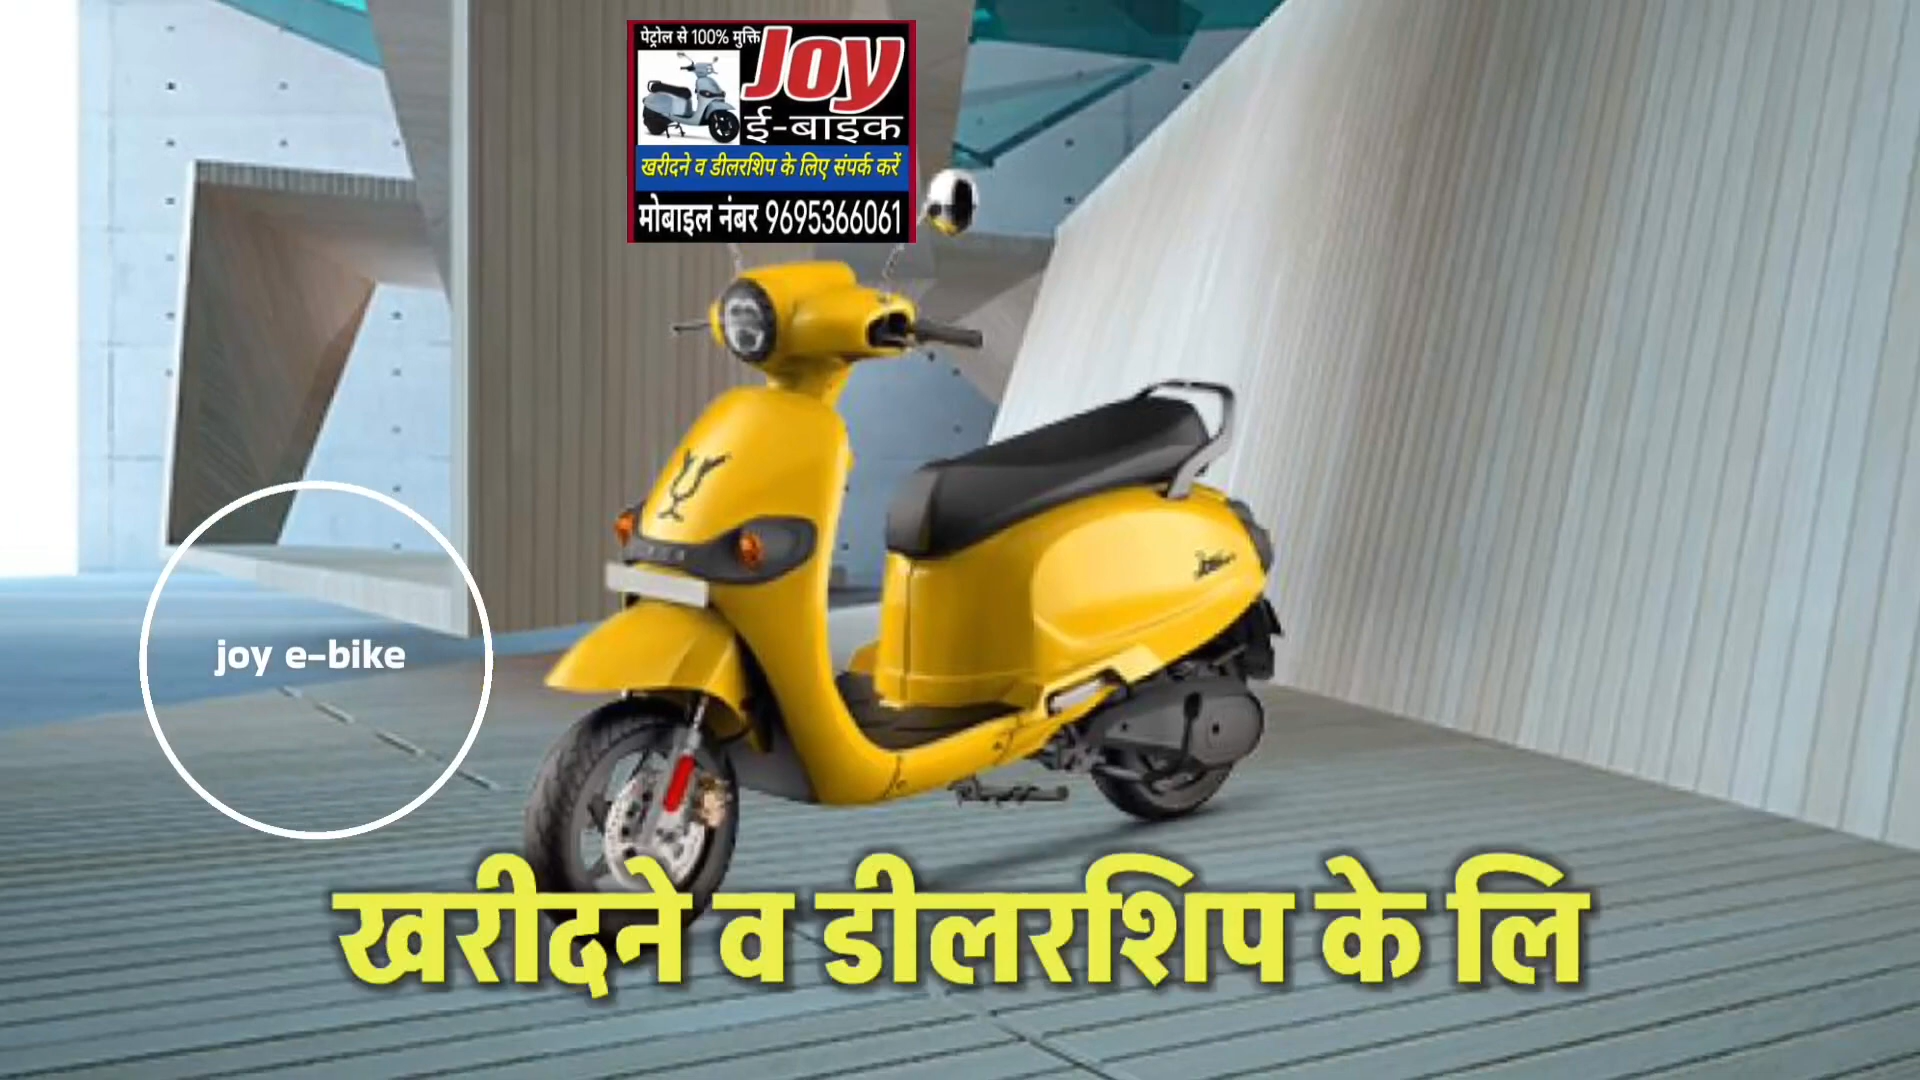 पेट्रोल से 100% मुक्ति
Joy
ई-बाइक
खरीदने व डीलरशिप के लिए संपर्क करें
मोबाइल नंबर 9695366061
joy e-bike
खरीदने व डीलरशिप के लि